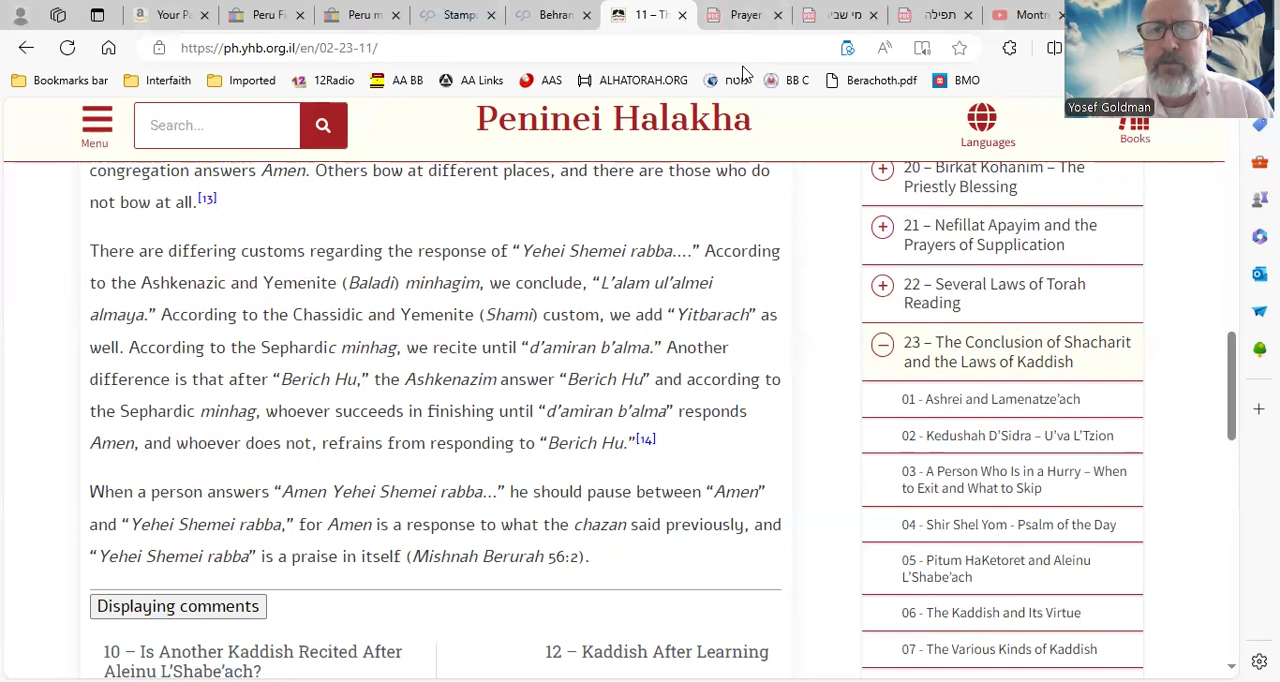 Your Pa
Peru Fi
Peru m
Stamp
Behran
11 – Th
Prayer
מי שביר
תפילה
Montre
https://ph.yhb.org.il/en/02-23-11/
Bookmarks bar
Interfaith
Imported
12Radio
AA BB
AA Links
AAS
ALHATORAH.ORG
BB C
Berachoth.pdf
BMO
Yosef Goldman
Menu
Search...
Peninei Halakha
Languages
Books
congregation answers Amen. Others bow at different places, and there are those who do
not bow at all.[13]
There are differing customs regarding the response of “Yehei Shemei rabba….” According
to the Ashkenazic and Yemenite (Baladi) minhagim, we conclude, “L’alam ul’almei
almaya.” According to the Chassidic and Yemenite (Shami) custom, we add “Yitbarach” as
well. According to the Sephardic minhag, we recite until “d’amiran b’alma.” Another
difference is that after “Berich Hu,” the Ashkenazim answer “Berich Hu” and according to
the Sephardic minhag, whoever succeeds in finishing until “d’amiran b’alma” responds
Amen, and whoever does not, refrains from responding to “Berich Hu.”[14]
When a person answers “Amen Yehei Shemei rabba…” he should pause between “Amen”
and “Yehei Shemei rabba,” for Amen is a response to what the chazan said previously, and
“Yehei Shemei rabba” is a praise in itself (Mishnah Berurah 56:2).
Displaying comments
10 – Is Another Kaddish Recited After
Aleinu L’Shabe’ach?
12 – Kaddish After Learning
20 – Birkat Kohanim – The
Priestly Blessing
21 – Nefillat Apayim and the
Prayers of Supplication
22 – Several Laws of Torah
Reading
23 – The Conclusion of Shacharit
and the Laws of Kaddish
01 - Ashrei and Lamenatze’ach
02 - Kedushah D’Sidra – U’va L’Tzion
03 - A Person Who Is in a Hurry – When
to Exit and What to Skip
04 - Shir Shel Yom - Psalm of the Day
05 - Pitum HaKetoret and Aleinu
L’Shabe’ach
06 - The Kaddish and Its Virtue
07 - The Various Kinds of Kaddish